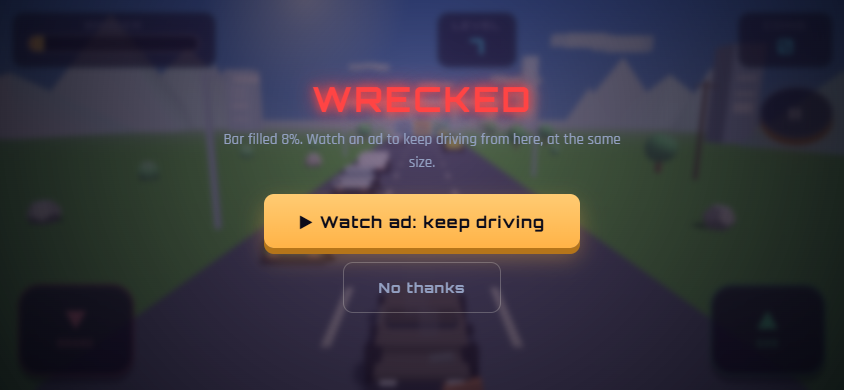 WRECKED
Bar filled 8%. Watch an ad to keep driving from here, at the same
size.
▶ Watch ad: keep driving
No thanks